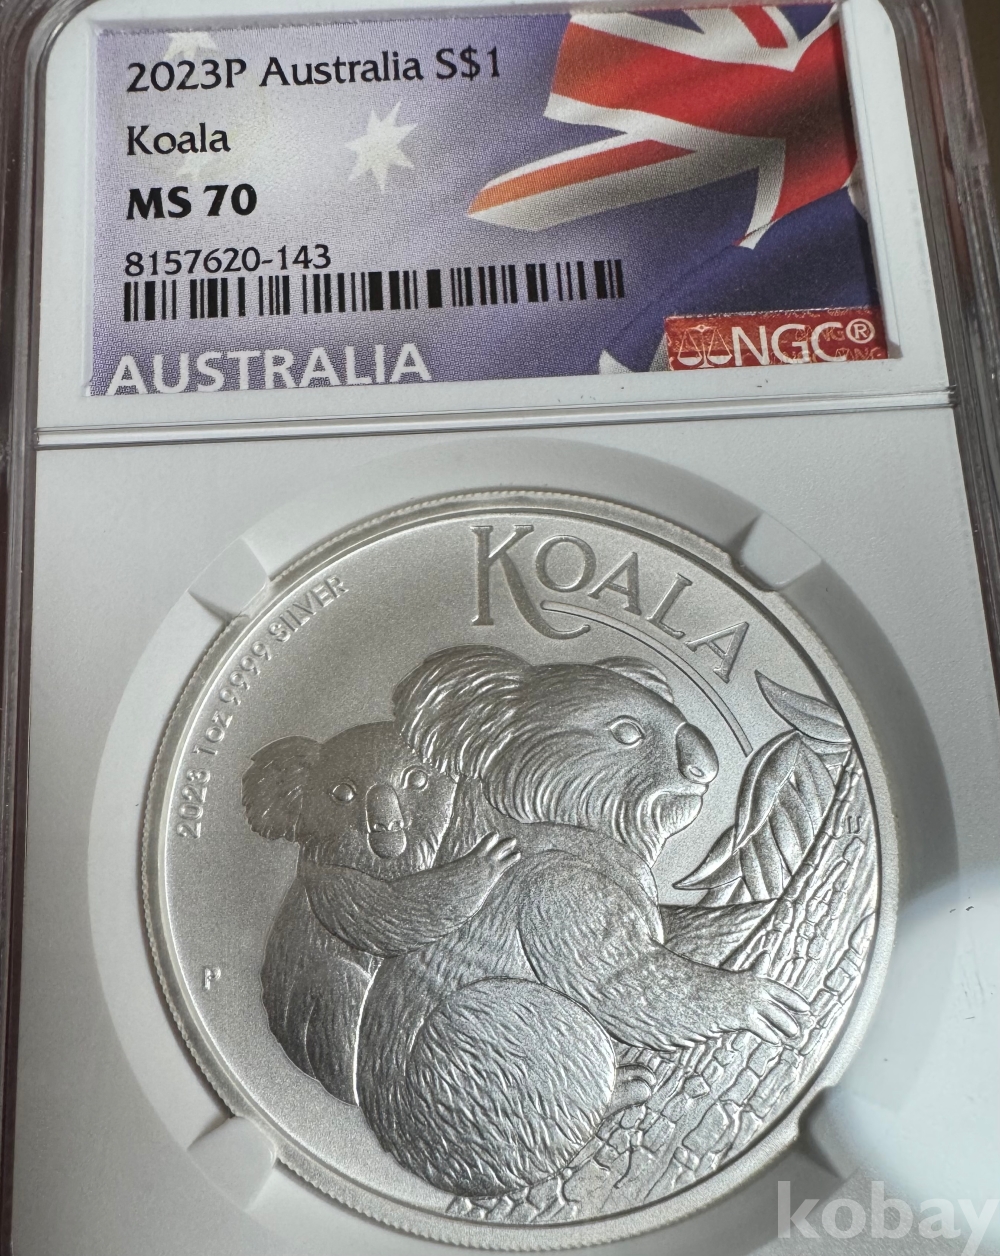 2023P Australia S$1
Koala
MS 70
8157620-143
AUSTRALIA
NGC®
KOALA
2023 1oz 9999 SILVER
P
kobay